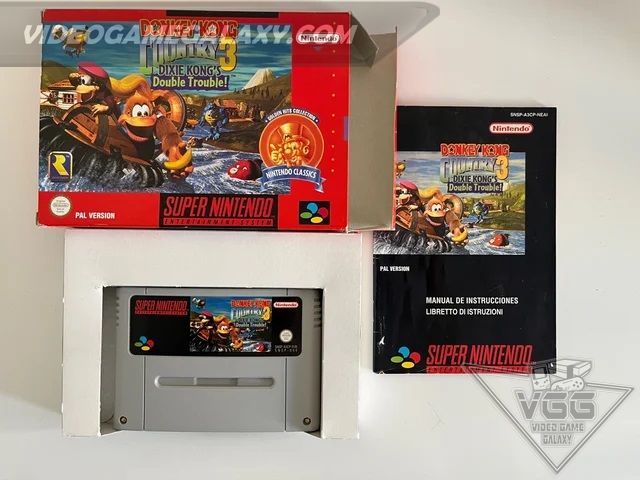 VIDEOGAMEGALAXY.COM
DONKEY KONG
COUNTRY 3
DIXIE KONG'S
Double Trouble!
Nintendo
GOLDEN HITS COLLECTION
NINTENDO CLASSICS
PAL VERSION
SUPER NINTENDO
ENTERTAINMENT SYSTEM
SNSP-A3CP-NEAI
Nintendo
DONKEY KONG
COUNTRY 3
DIXIE KONG'S
Double Trouble!
PAL VERSION
MANUAL DE INSTRUCCIONES
LIBRETTO DI ISTRUZIONI
SUPER NINTENDO
ENTERTAINMENT SYSTEM
SUPER NINTENDO
ENTERTAINMENT SYSTEM
DONKEY KONG
COUNTRY 3
DIXIE KONG'S
Double Trouble!
Nintendo
VGG
VIDEO GAME
GALAXY